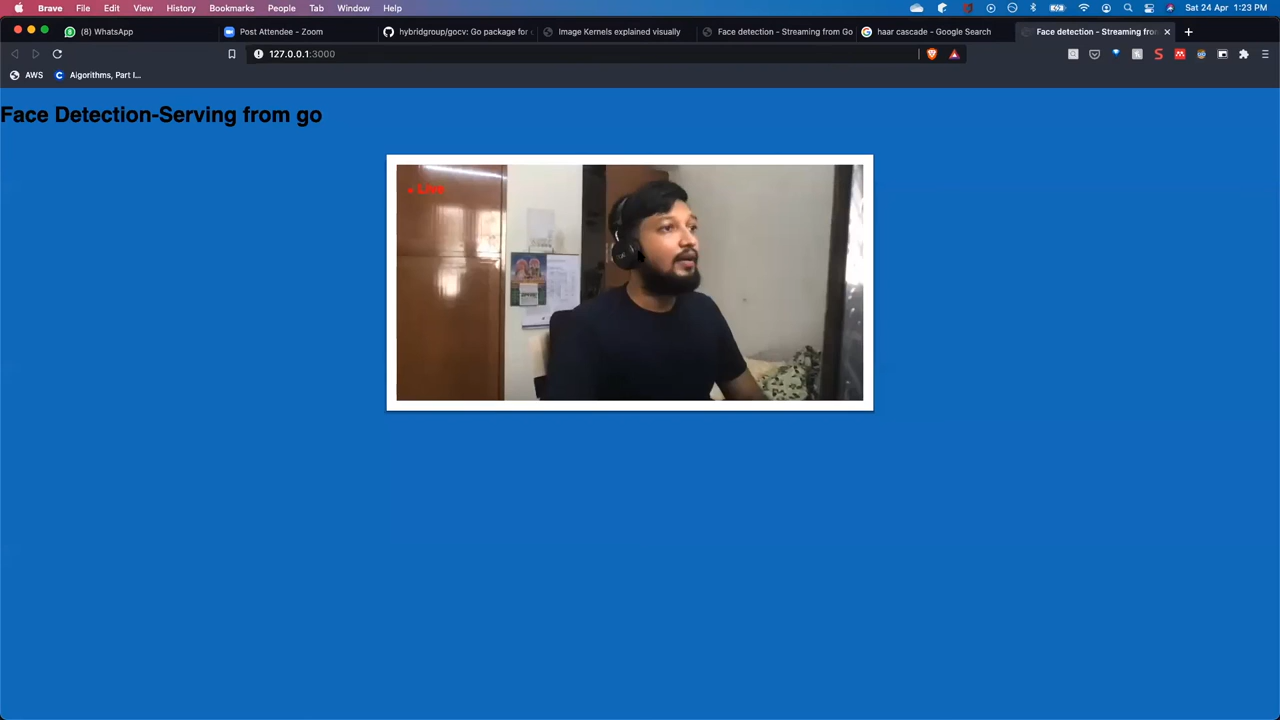 Brave File Edit View History Bookmarks People Tab Window Help Sat 24 Apr 1:23 PM
(8) WhatsApp Post Attendee - Zoom hybridgroup/gocv: Go package for Image Kernels explained visually Face detection - Streaming from Go haar cascade - Google Search Face detection - Streaming fro
127.0.0.1:3000
AWS Algorithms, Part I...
Face Detection-Serving from go
Live